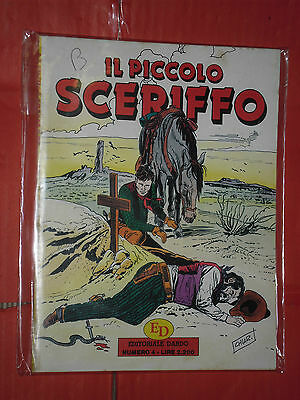 B
IL PICCOLO
SCERIFFO
ED
EDITORIALE DARDO
NUMERO 4 - LIRE 2.200